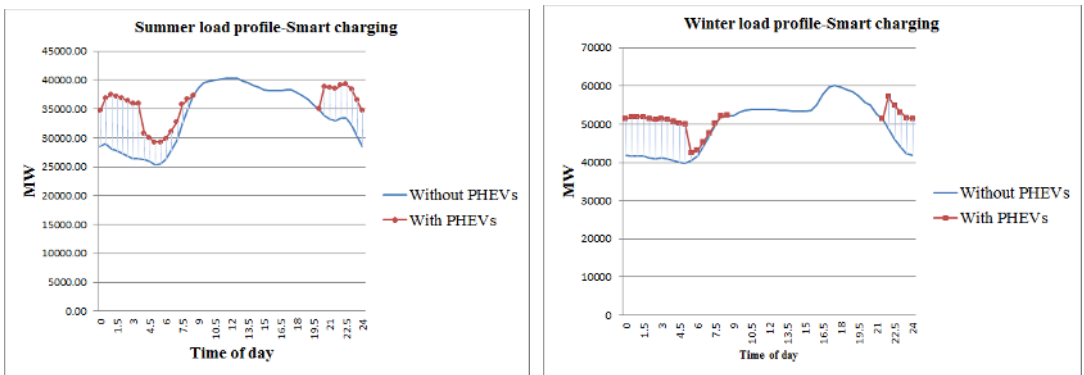 Summer load profile-Smart charging
45000.00
40000.00
35000.00
30000.00
25000.00
20000.00
15000.00
10000.00
5000.00
0.00
MW
0 1.5 3 4.5 6 7.5 9 10.5 12 13.5 15 16.5 18 19.5 21 22.5 24
Time of day
Without PHEVs
With PHEVs
Winter load profile-Smart charging
70000
60000
50000
40000
30000
20000
10000
0
MW
0 1.5 3 4.5 6 7.5 9 10.5 12 13.5 15 16.5 18 19.5 21 22.5 24
Time of day
Without PHEVs
With PHEVs